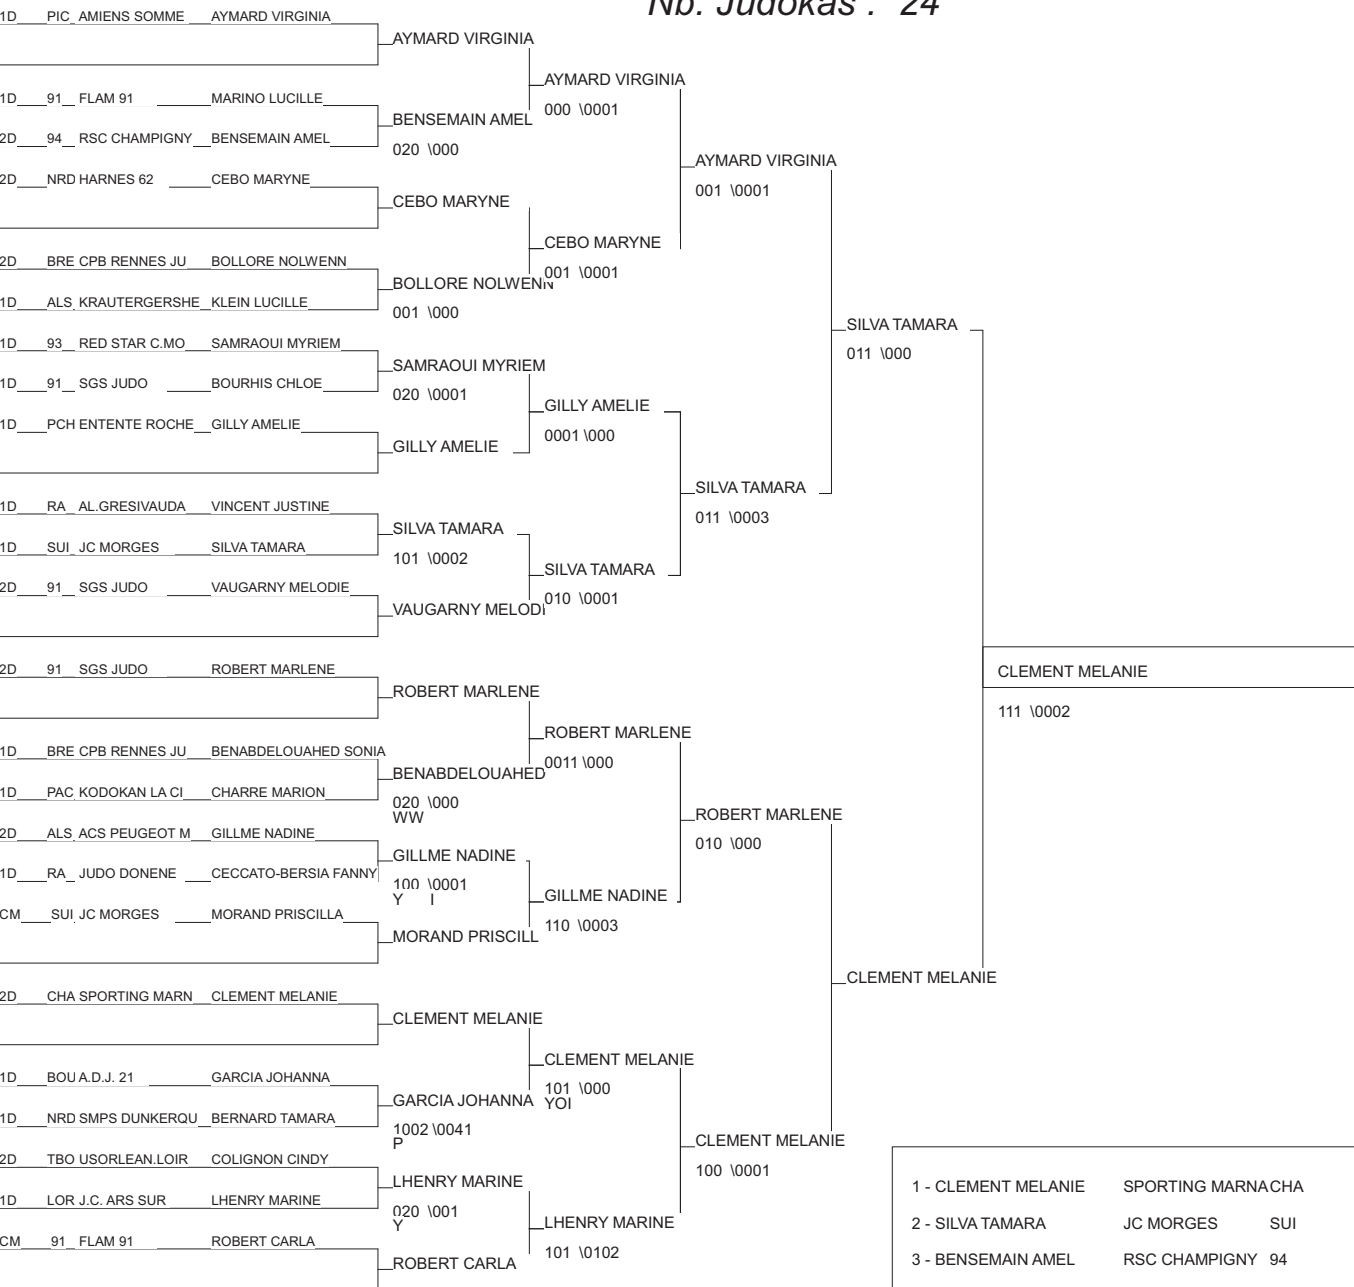 Nb. Judokas : 24
1D PIC AMIENS SOMME AYMARD VIRGINIA
AYMARD VIRGINIA
AYMARD VIRGINIA
1D 91 FLAM 91 MARINO LUCILLE
000 \0001
BENSEMAIN AMEL
2D 94 RSC CHAMPIGNY BENSEMAIN AMEL
020 \000
AYMARD VIRGINIA
2D NRD HARNES 62 CEBO MARYNE
001 \0001
CEBO MARYNE
CEBO MARYNE
2D BRE CPB RENNES JU BOLLORE NOLWENN
001 \0001
BOLLORE NOLWENN
1D ALS KRAUTERGERSHE KLEIN LUCILLE
001 \000
SILVA TAMARA
1D 93 RED STAR C.MO SAMRAOUI MYRIEM
011 \000
SAMRAOUI MYRIEM
1D 91 SGS JUDO BOURHIS CHLOE
020 \0001
GILLY AMELIE
1D PCH ENTENTE ROCHE GILLY AMELIE
0001 \000
GILLY AMELIE
SILVA TAMARA
1D RA AL.GRESIVAUDA VINCENT JUSTINE
011 \0003
SILVA TAMARA
1D SUI JC MORGES SILVA TAMARA
101 \0002
SILVA TAMARA
2D 91 SGS JUDO VAUGARNY MELODIE
010 \0001
VAUGARNY MELODI
2D 91 SGS JUDO ROBERT MARLENE
CLEMENT MELANIE
ROBERT MARLENE
111 \0002
ROBERT MARLENE
1D BRE CPB RENNES JU BENABDELOUAHED SONIA
0011 \000
BENABDELOUAHED
1D PAC KODOKAN LA CI CHARRE MARION
020 \000
WW
ROBERT MARLENE
2D ALS ACS PEUGEOT M GILLME NADINE
010 \000
GILLME NADINE
1D RA JUDO DONENE CECCATO-BERSIA FANNY
100 \0001
Y I
GILLME NADINE
CM SUI JC MORGES MORAND PRISCILLA
110 \0003
MORAND PRISCILL
CLEMENT MELANIE
2D CHA SPORTING MARN CLEMENT MELANIE
CLEMENT MELANIE
CLEMENT MELANIE
1D BOU A.D.J. 21 GARCIA JOHANNA
101 \000
YOI
GARCIA JOHANNA
1D NRD SMPS DUNKERQU BERNARD TAMARA
1002 \0041
P
CLEMENT MELANIE
2D TBO USORLEAN.LOIR COLIGNON CINDY
100 \0001
LHENRY MARINE
1 - CLEMENT MELANIE SPORTING MARNACHA
1D LOR J.C. ARS SUR LHENRY MARINE
020 \001
Y
LHENRY MARINE
2 - SILVA TAMARA JC MORGES SUI
CM 91 FLAM 91 ROBERT CARLA
101 \0102
ROBERT CARLA
3 - BENSEMAIN AMEL RSC CHAMPIGNY 94